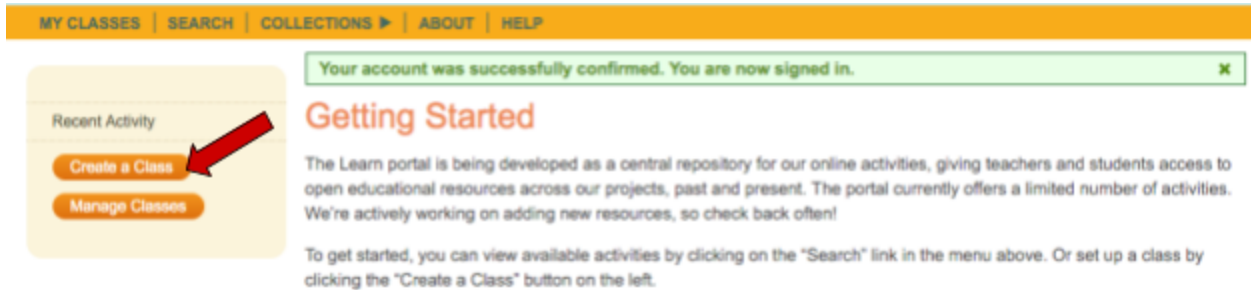 MY CLASSES | SEARCH | COLLECTIONS ▶ | ABOUT | HELP
Your account was successfully confirmed. You are now signed in. ×
Recent Activity
Create a Class
Manage Classes
Getting Started
The Learn portal is being developed as a central repository for our online activities, giving teachers and students access to
open educational resources across our projects, past and present. The portal currently offers a limited number of activities.
We're actively working on adding new resources, so check back often!
To get started, you can view available activities by clicking on the "Search" link in the menu above. Or set up a class by
clicking the "Create a Class" button on the left.